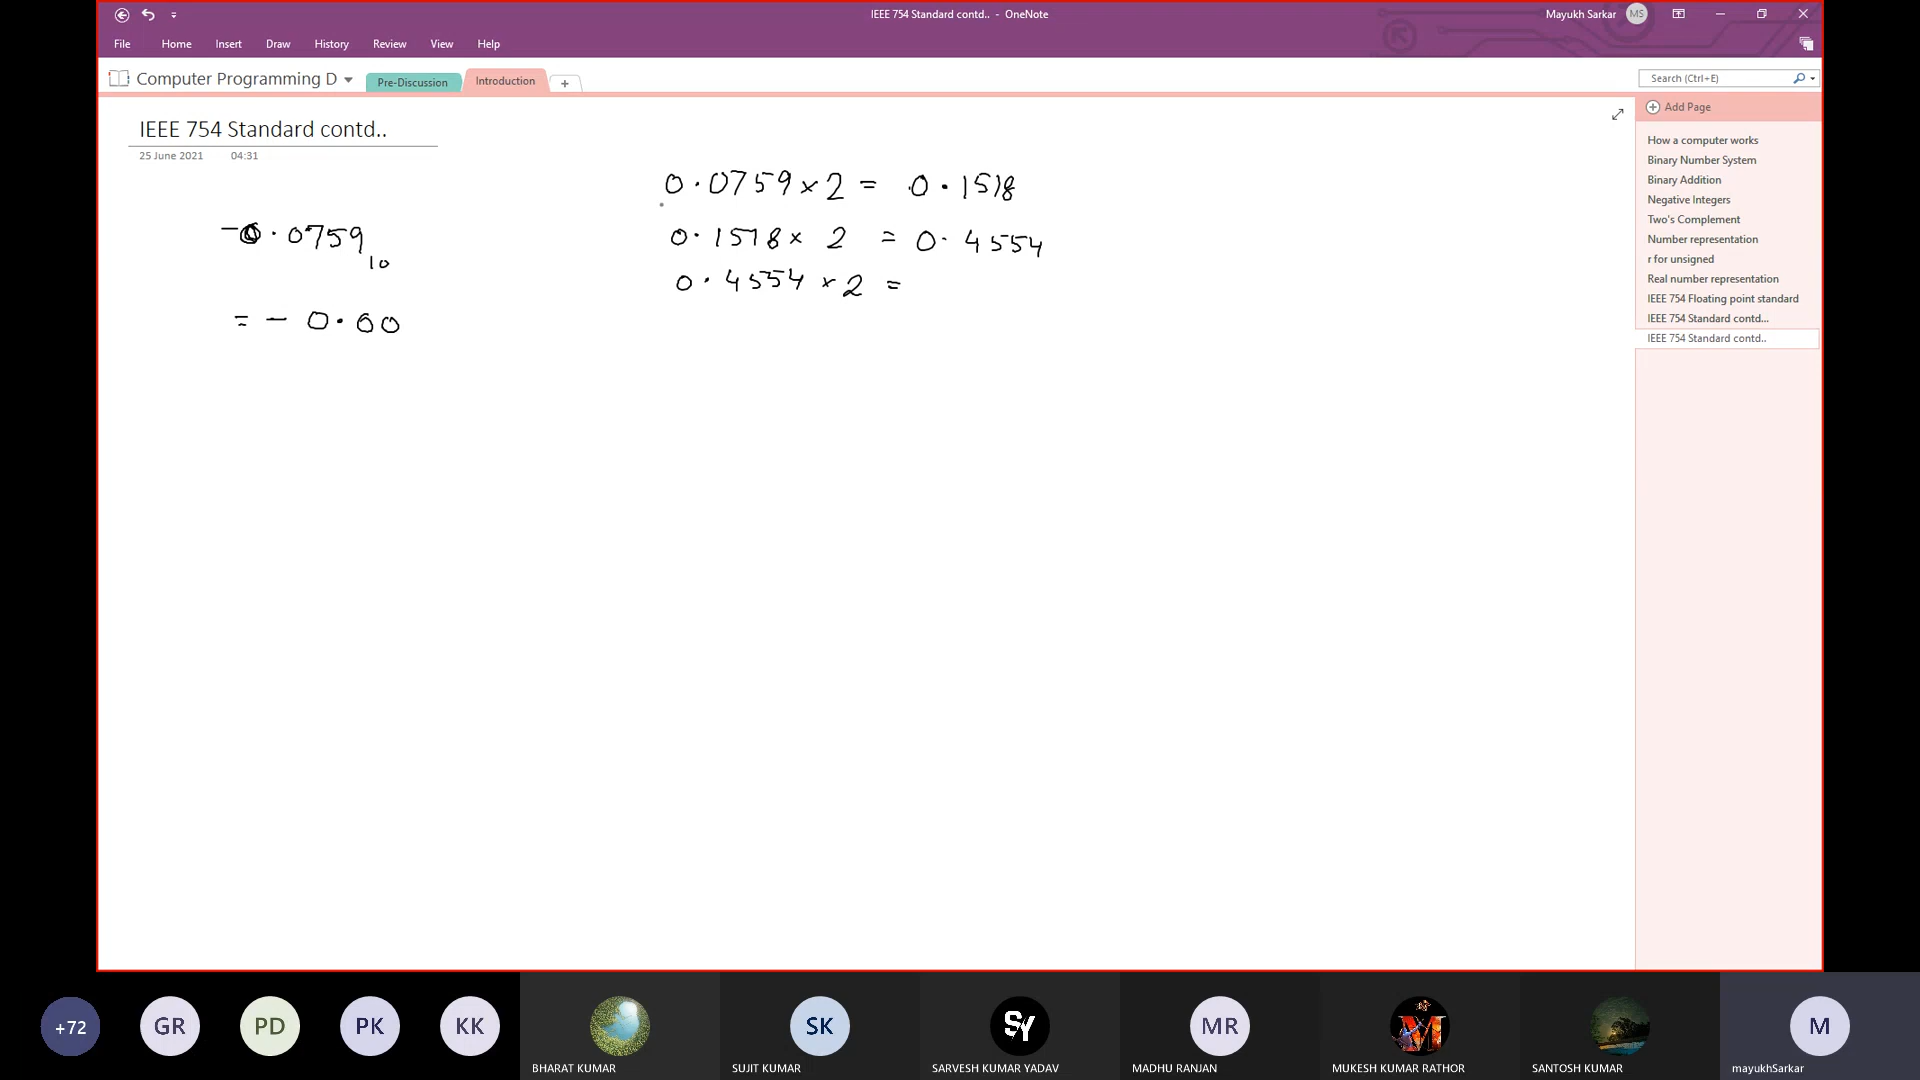 IEEE 754 Standard contd.. - OneNote
Mayukh Sarkar MS
File Home Insert Draw History Review View Help
Computer Programming D
Pre-Discussion
Introduction
Search (Ctrl+E)
Add Page
IEEE 754 Standard contd..
25 June 2021 04:31
-0.0759
10
= - 0.00
0.0759 × 2 = 0.1518
0.1518 × 2 = 0.4554
0.4554 × 2 =
How a computer works
Binary Number System
Binary Addition
Negative Integers
Two's Complement
Number representation
r for unsigned
Real number representation
IEEE 754 Floating point standard
IEEE 754 Standard contd...
IEEE 754 Standard contd..
+72
GR
PD
PK
KK
BHARAT KUMAR
SK
SUJIT KUMAR
SY
SARVESH KUMAR YADAV
MR
MADHU RANJAN
M
MUKESH KUMAR RATHOR
SANTOSH KUMAR
M
mayukhSarkar